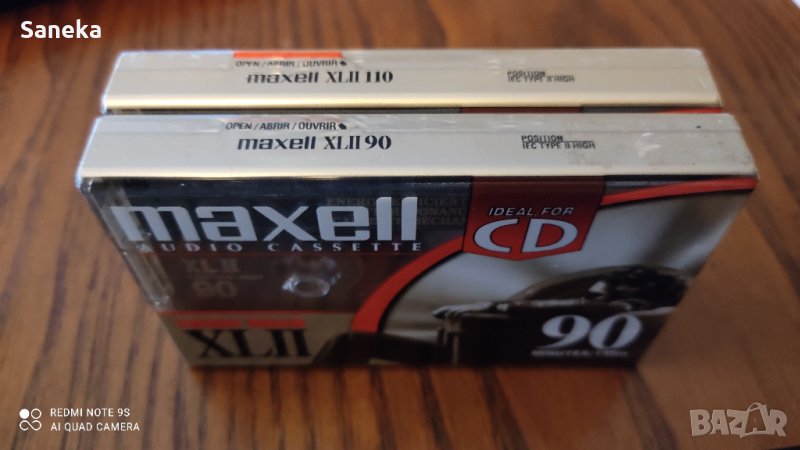 Saneka
OPEN/ABRIR/OUVRIR
maxell XLII 110
POSITION
IEC TYPE II HIGH
OPEN/ABRIR/OUVRIR
maxell XLII 90
POSITION
IEC TYPE II HIGH
maxell
AUDIO CASSETTE
IDEAL FOR
CD
XLII
90
XLII
90
MINUTES
REDMI NOTE 9S
AI QUAD CAMERA
BAZAR